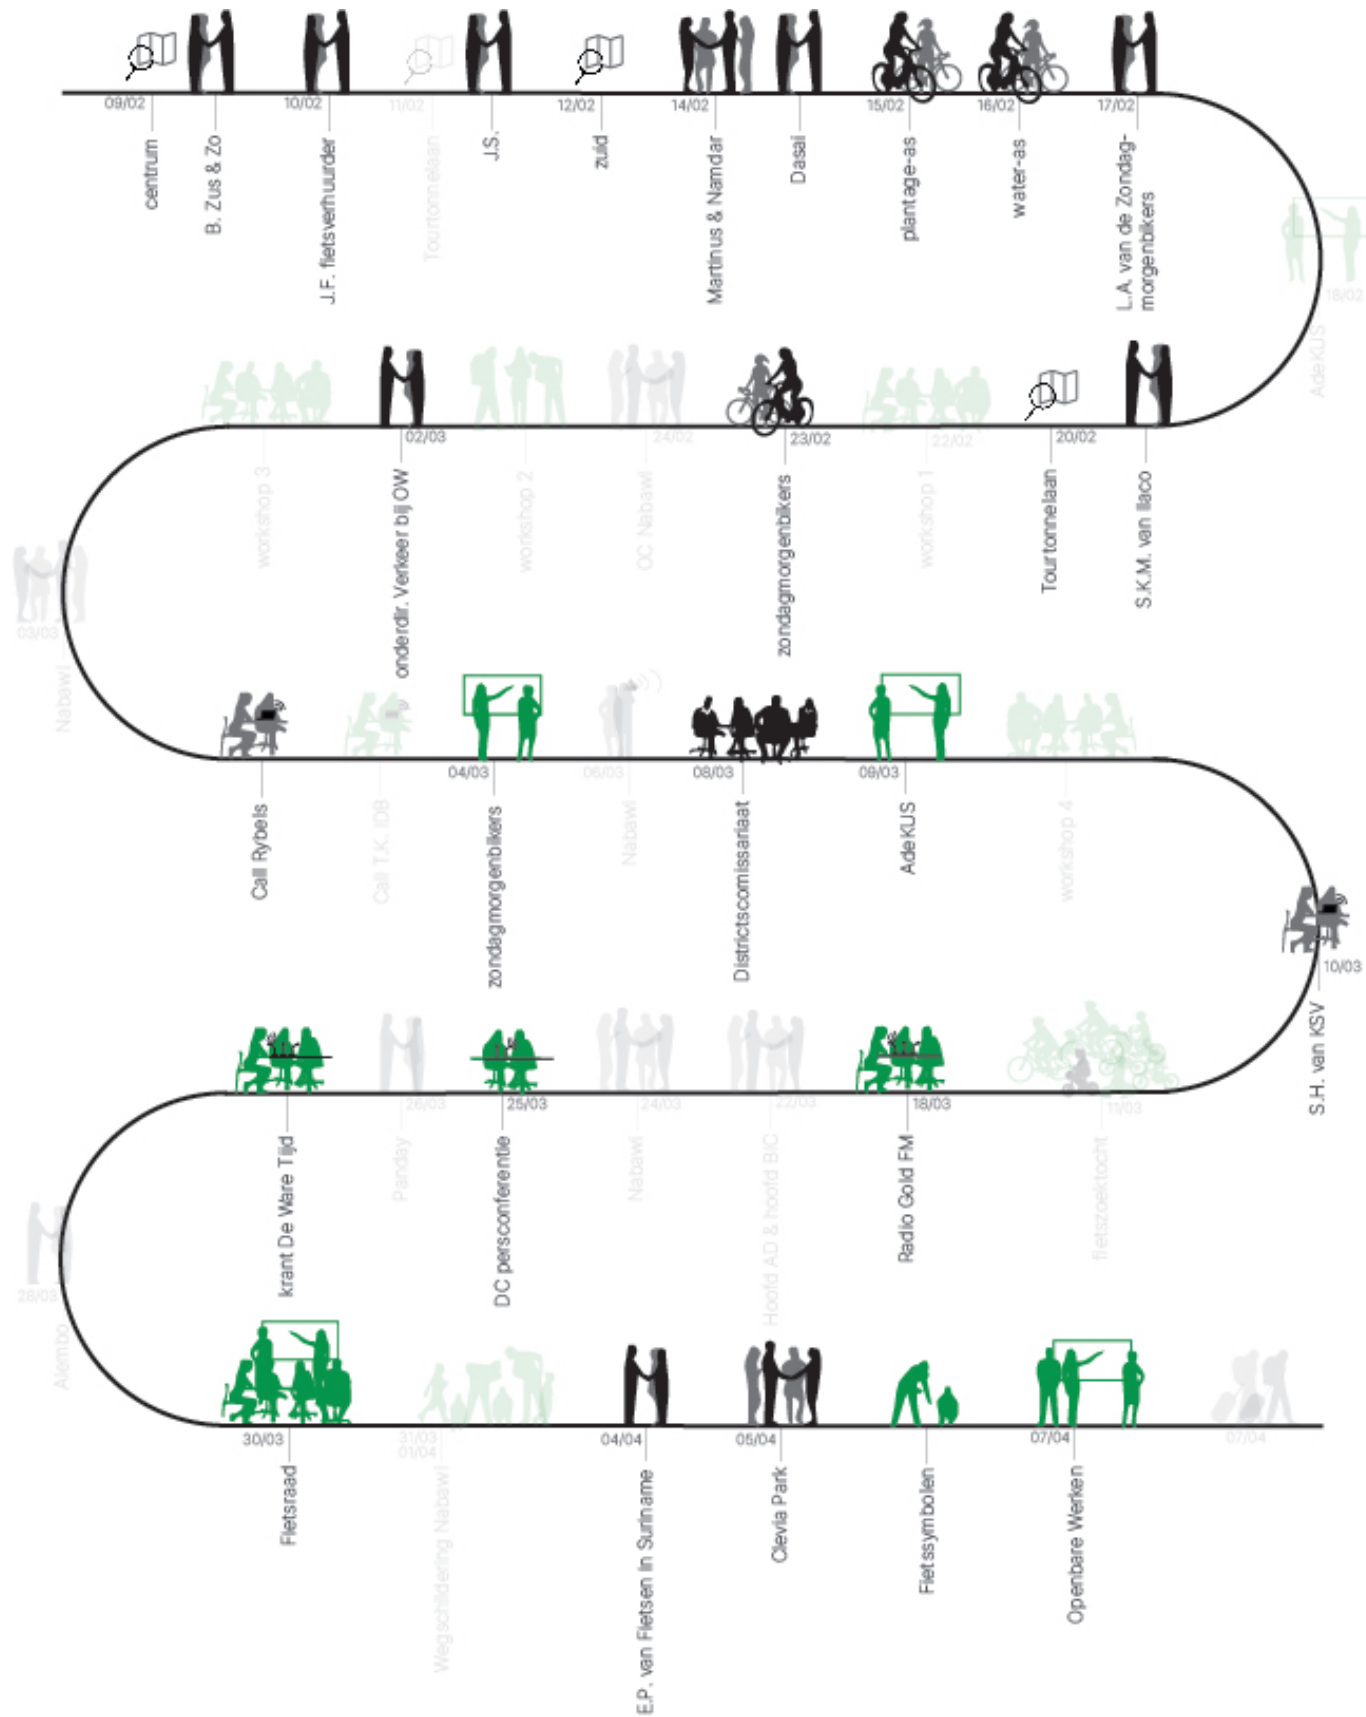 09/02
centrum
B. Zus & Zo
10/02
J.F. fietsverhuurder
11/02
Tourtonnelaan
J.S.
12/02
zuid
14/02
Martinus & Namdar
Dasai
15/02
plantage-as
16/02
water-as
17/02
L.A. van de Zondag-
morgenbikers
18/02
AdeKUS
S.K.M. van Ilaco
20/02
Tourtonnelaan
22/02
workshop 1
23/02
zondagmorgenbikers
24/02
OC Nabawi
workshop 2
02/03
onderdir. Verkeer bij OW
workshop 3
03/03
Nabawi
Call Rybels
Call T.K. IDB
04/03
zondagmorgenbikers
06/03
Nabawi
08/03
Districtscomissariaat
09/03
AdeKUS
workshop 4
10/03
S.H. van KSV
11/03
fietszoektocht
18/03
Radio Gold FM
22/03
Hoofd AD & hoofd BIC
24/03
Nabawi
25/03
DC persconferentie
26/03
Panday
krant De Ware Tijd
28/03
Alembo
30/03
Fietsraad
31/03
01/04
Wegschildering Nabawi
04/04
E.P. van Fietsen in Suriname
05/04
Clevia Park
Fietssymbolen
07/04
Openbare Werken
07/04